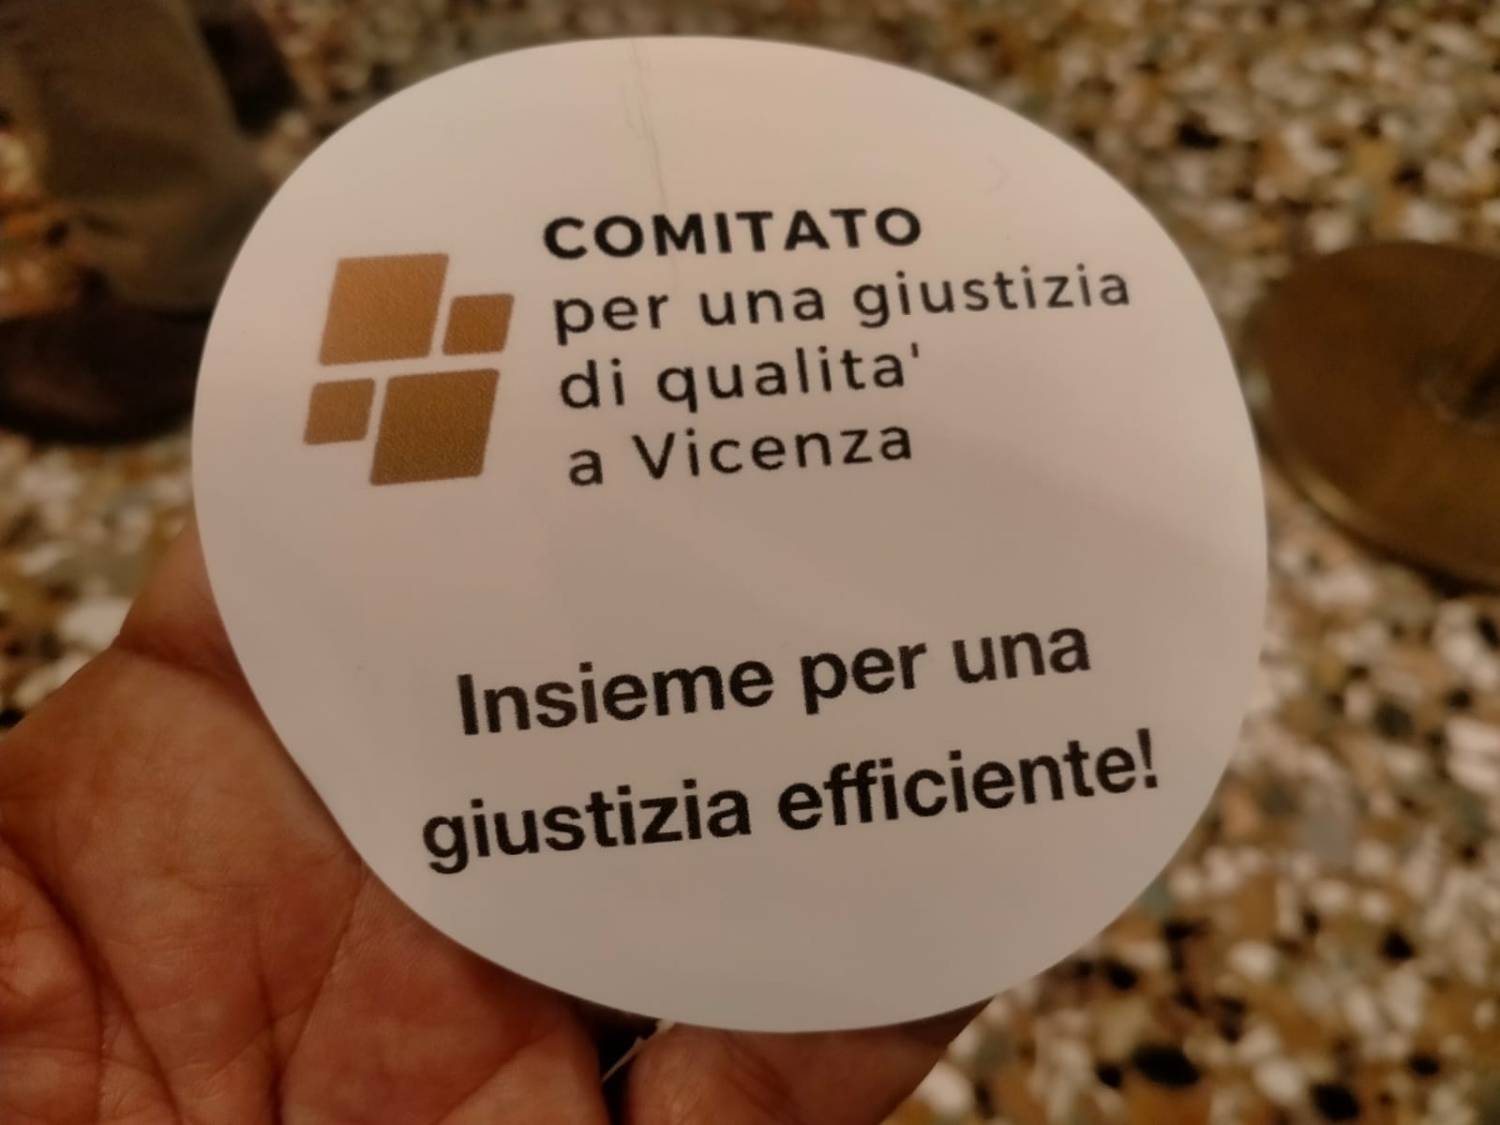 COMITATO
per una giustizia
di qualita'
a Vicenza
Insieme per una
giustizia efficiente!